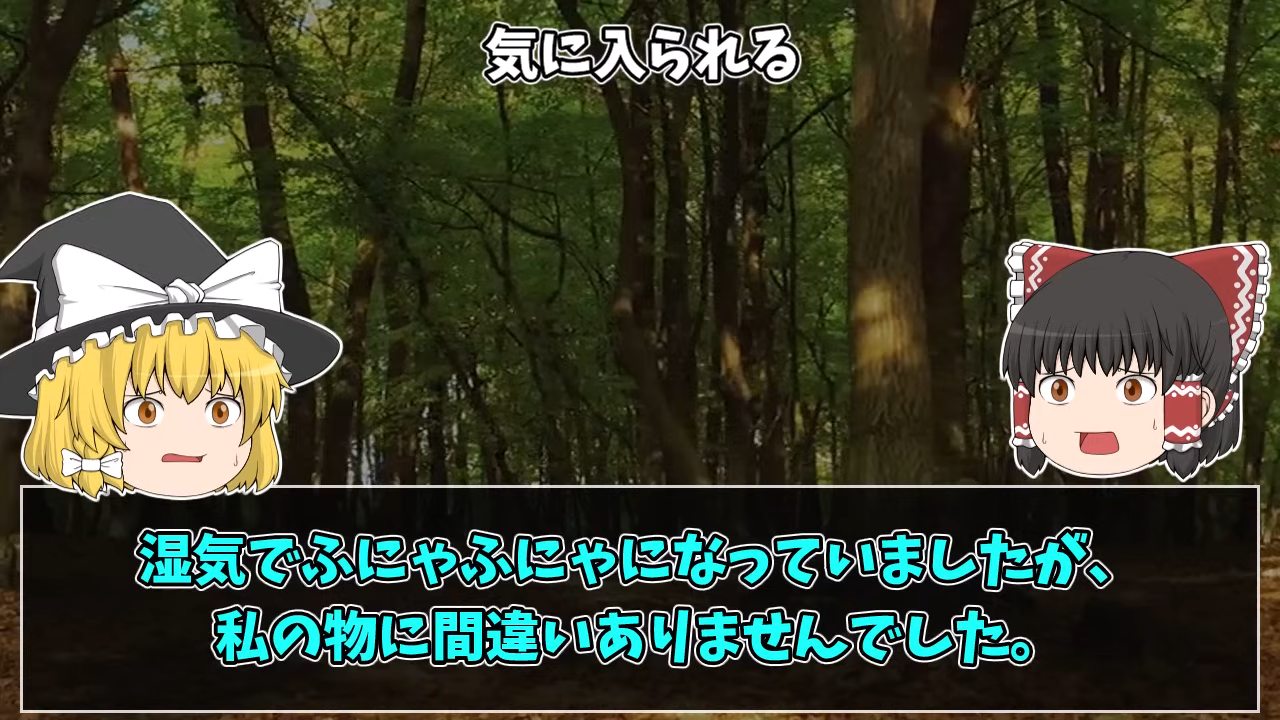 気に入られる
湿気でふにゃふにゃになっていましたが、
私の物に間違いありませんでした。